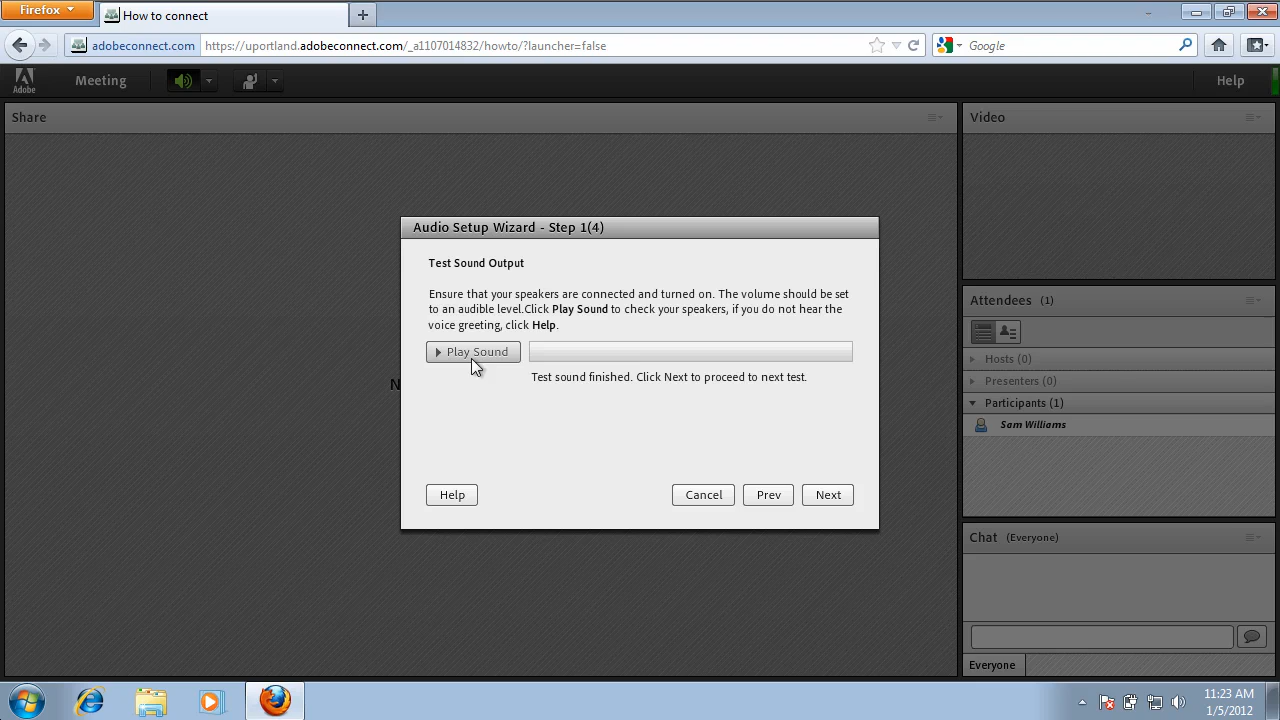 Firefox
How to connect
adobeconnect.com
https://uportland.adobeconnect.com/_a1107014832/howto/?launcher=false
Google
Adobe
Meeting
Help
Share
Video
Audio Setup Wizard - Step 1(4)
Test Sound Output
Ensure that your speakers are connected and turned on. The volume should be set
to an audible level.Click Play Sound to check your speakers, if you do not hear the
voice greeting, click Help.
Play Sound
Test sound finished. Click Next to proceed to next test.
N
Help
Cancel
Prev
Next
Attendees (1)
Hosts (0)
Presenters (0)
Participants (1)
Sam Williams
Chat (Everyone)
Everyone
11:23 AM
1/5/2012